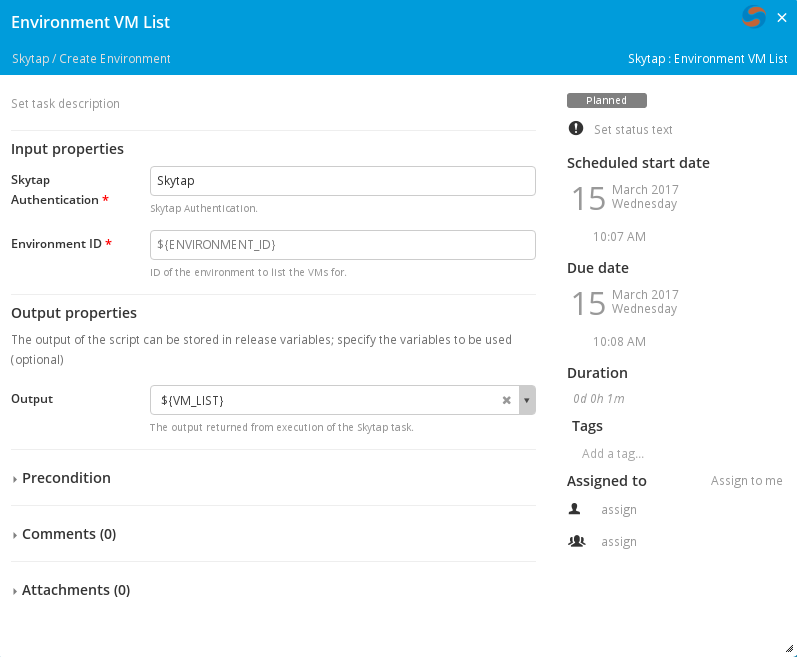 Environment VM List
Skytap / Create Environment
Skytap : Environment VM List
Set task description
Input properties
Skytap
Authentication *
Skytap
Skytap Authentication.
Environment ID *
${ENVIRONMENT_ID}
ID of the environment to list the VMs for.
Output properties
The output of the script can be stored in release variables; specify the variables to be used
(optional)
Output
${VM_LIST}
The output returned from execution of the Skytap task.
Precondition
Comments (0)
Attachments (0)
Planned
Set status text
Scheduled start date
15
March 2017
Wednesday
10:07 AM
Due date
15
March 2017
Wednesday
10:08 AM
Duration
0d 0h 1m
Tags
Add a tag...
Assigned to
Assign to me
assign
assign